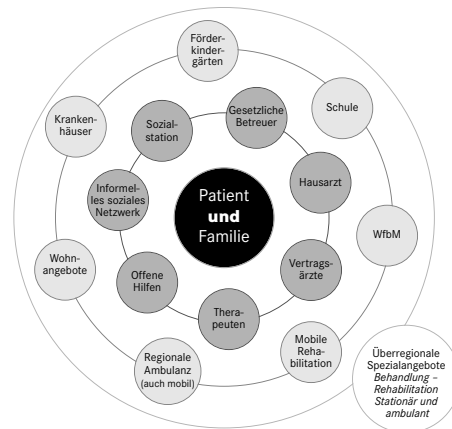 Förder-
kinder-
gärten
Kranken-
häuser
Schule
Sozial-
station
Gesetzliche
Betreuer
Informel-
les soziales
Netzwerk
Patient
und
Familie
Hausarzt
WfbM
Wohn-
angebote
Offene
Hilfen
Vertrags-
ärzte
Thera-
peuten
Regionale
Ambulanz
(auch mobil)
Mobile
Reha-
bilitation
Überregionale
Spezialangebote
Behandlung –
Rehabilitation
Stationär und
ambulant